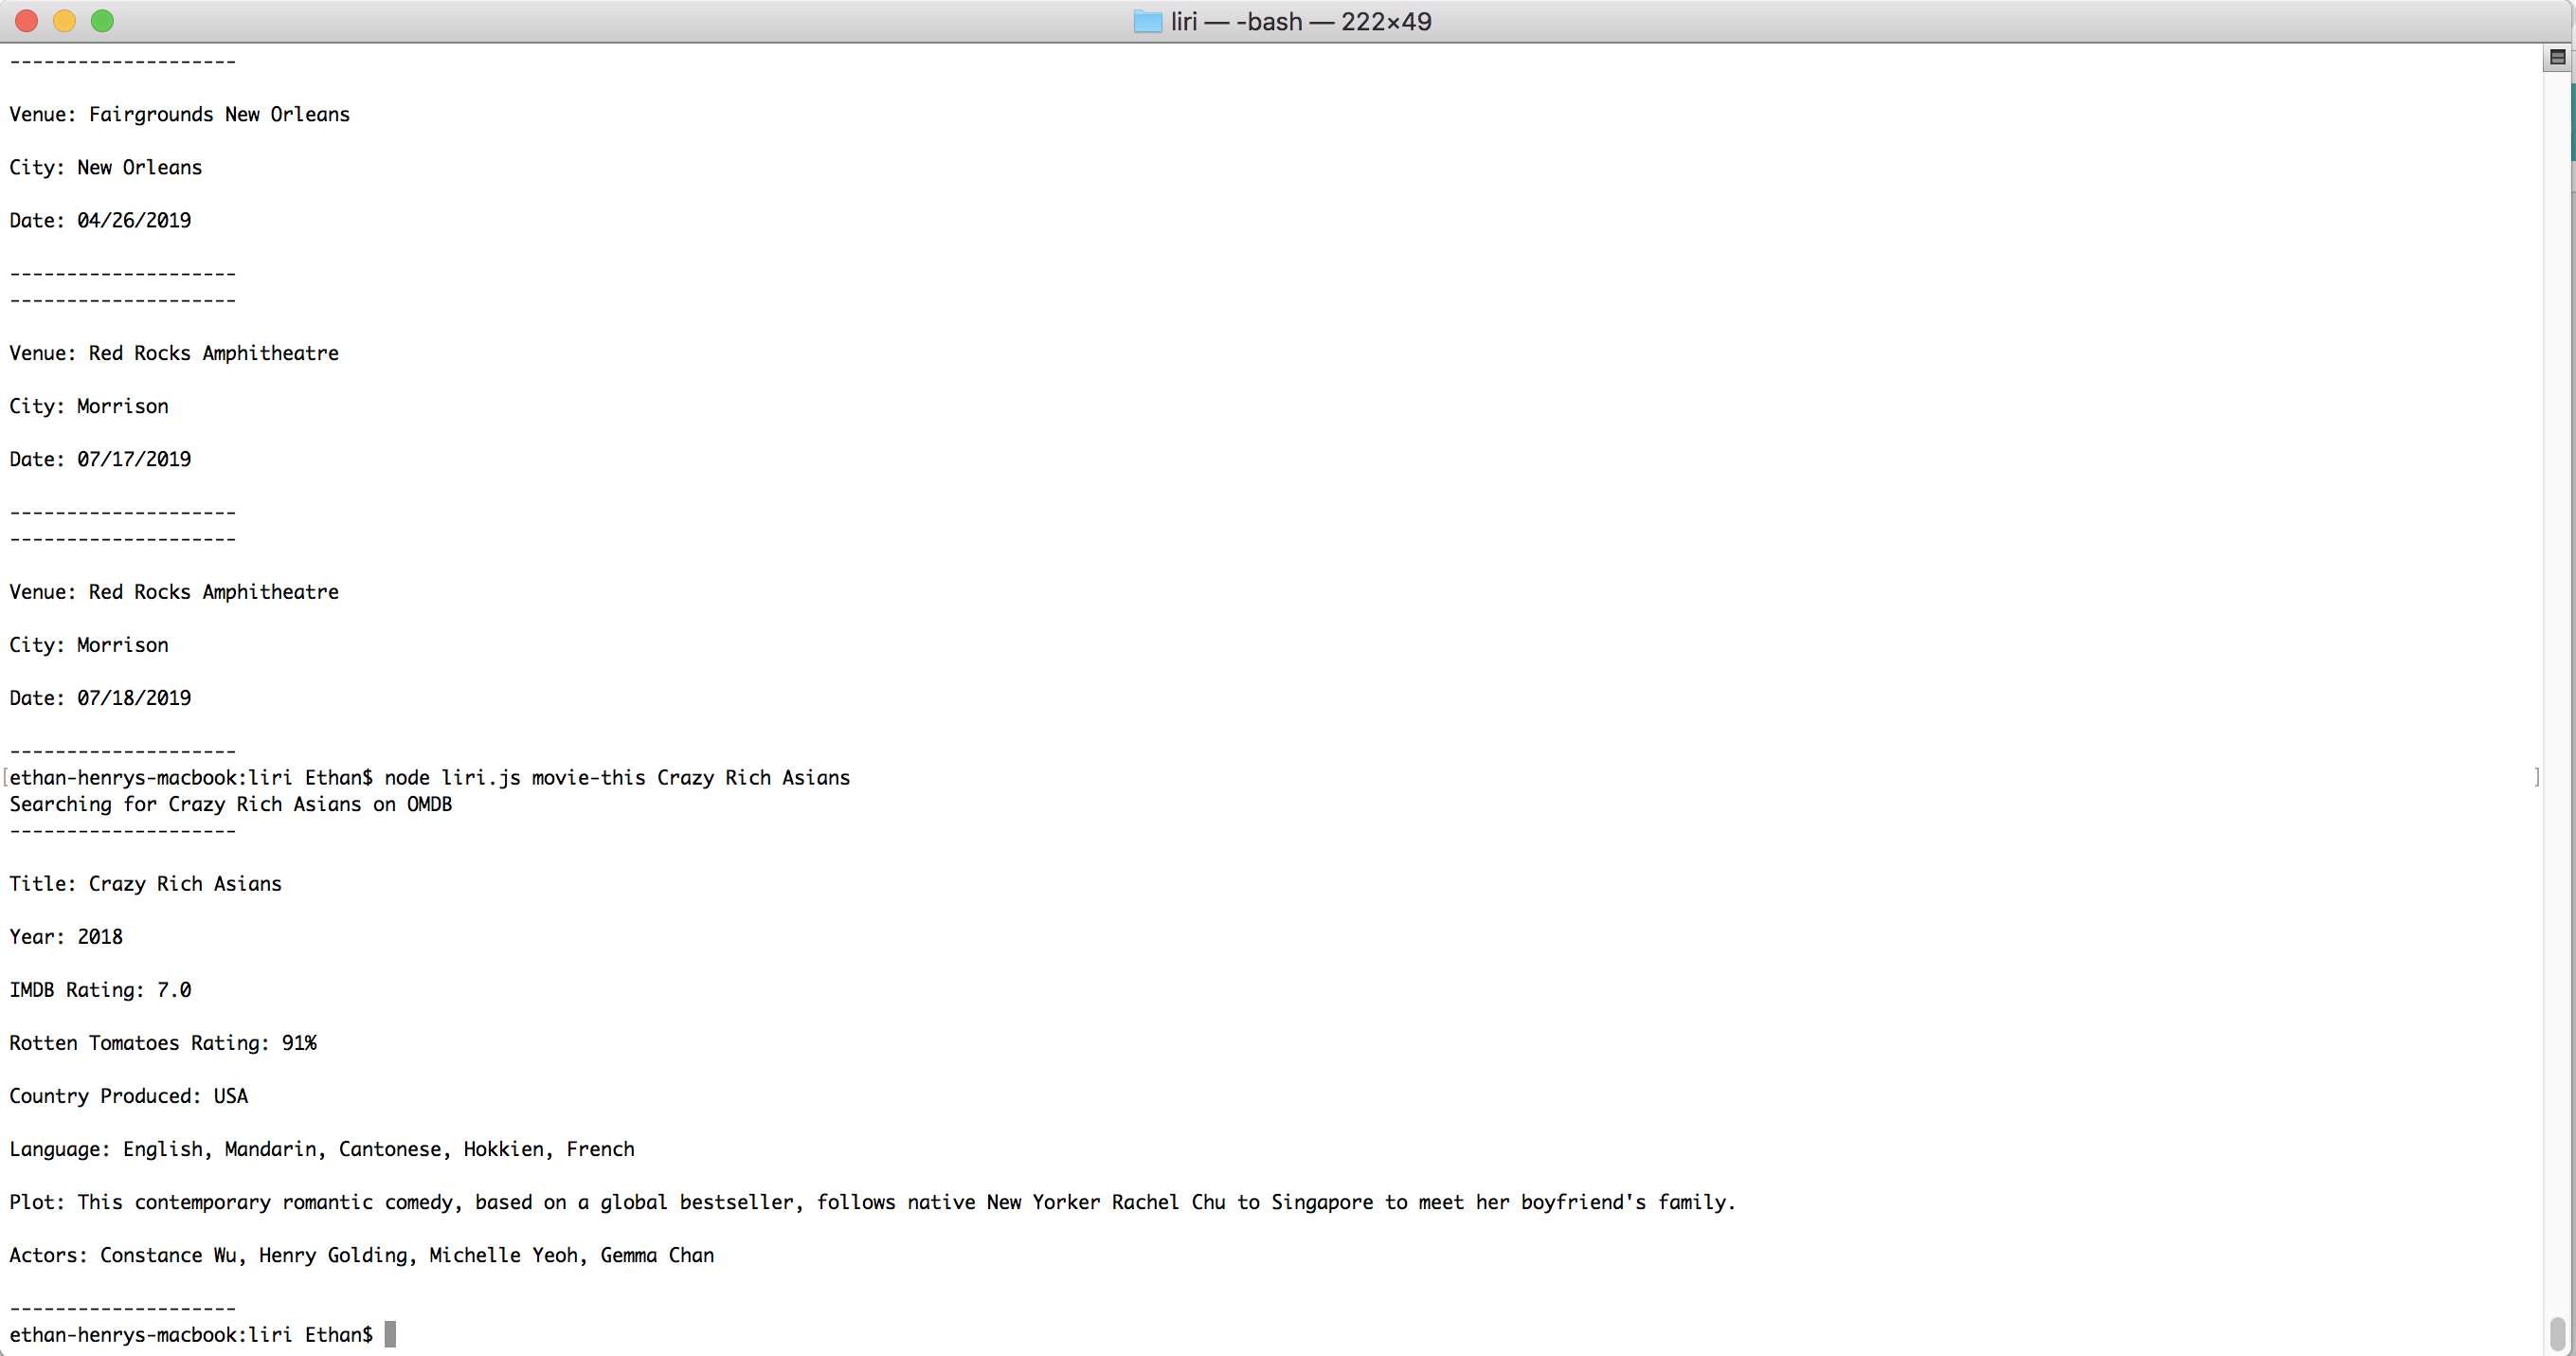 liri — -bash — 222×49
--------------------
Venue: Fairgrounds New Orleans
City: New Orleans
Date: 04/26/2019
--------------------
--------------------
Venue: Red Rocks Amphitheatre
City: Morrison
Date: 07/17/2019
--------------------
--------------------
Venue: Red Rocks Amphitheatre
City: Morrison
Date: 07/18/2019
--------------------
[ethan-henrys-macbook:liri Ethan$ node liri.js movie-this Crazy Rich Asians ]
Searching for Crazy Rich Asians on OMDB
--------------------
Title: Crazy Rich Asians
Year: 2018
IMDB Rating: 7.0
Rotten Tomatoes Rating: 91%
Country Produced: USA
Language: English, Mandarin, Cantonese, Hokkien, French
Plot: This contemporary romantic comedy, based on a global bestseller, follows native New Yorker Rachel Chu to Singapore to meet her boyfriend's family.
Actors: Constance Wu, Henry Golding, Michelle Yeoh, Gemma Chan
--------------------
ethan-henrys-macbook:liri Ethan$